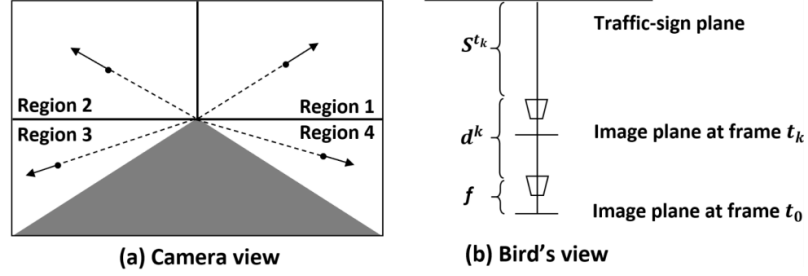 Region 2
Region 1
Region 3
Region 4
(a) Camera view
S^{t_k}
Traffic-sign plane
d^k
Image plane at frame t_k
f
Image plane at frame t_0
(b) Bird's view